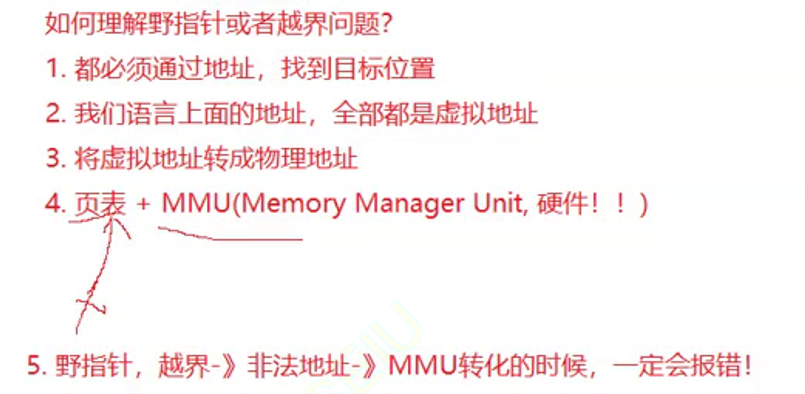 如何理解野指针或者越界问题?
1. 都必须通过地址，找到目标位置
2. 我们语言上面的地址，全部都是虚拟地址
3. 将虚拟地址转成物理地址
4. 页表 + MMU(Memory Manager Unit, 硬件！！)
5. 野指针，越界-》非法地址-》MMU转化的时候，一定会报错！